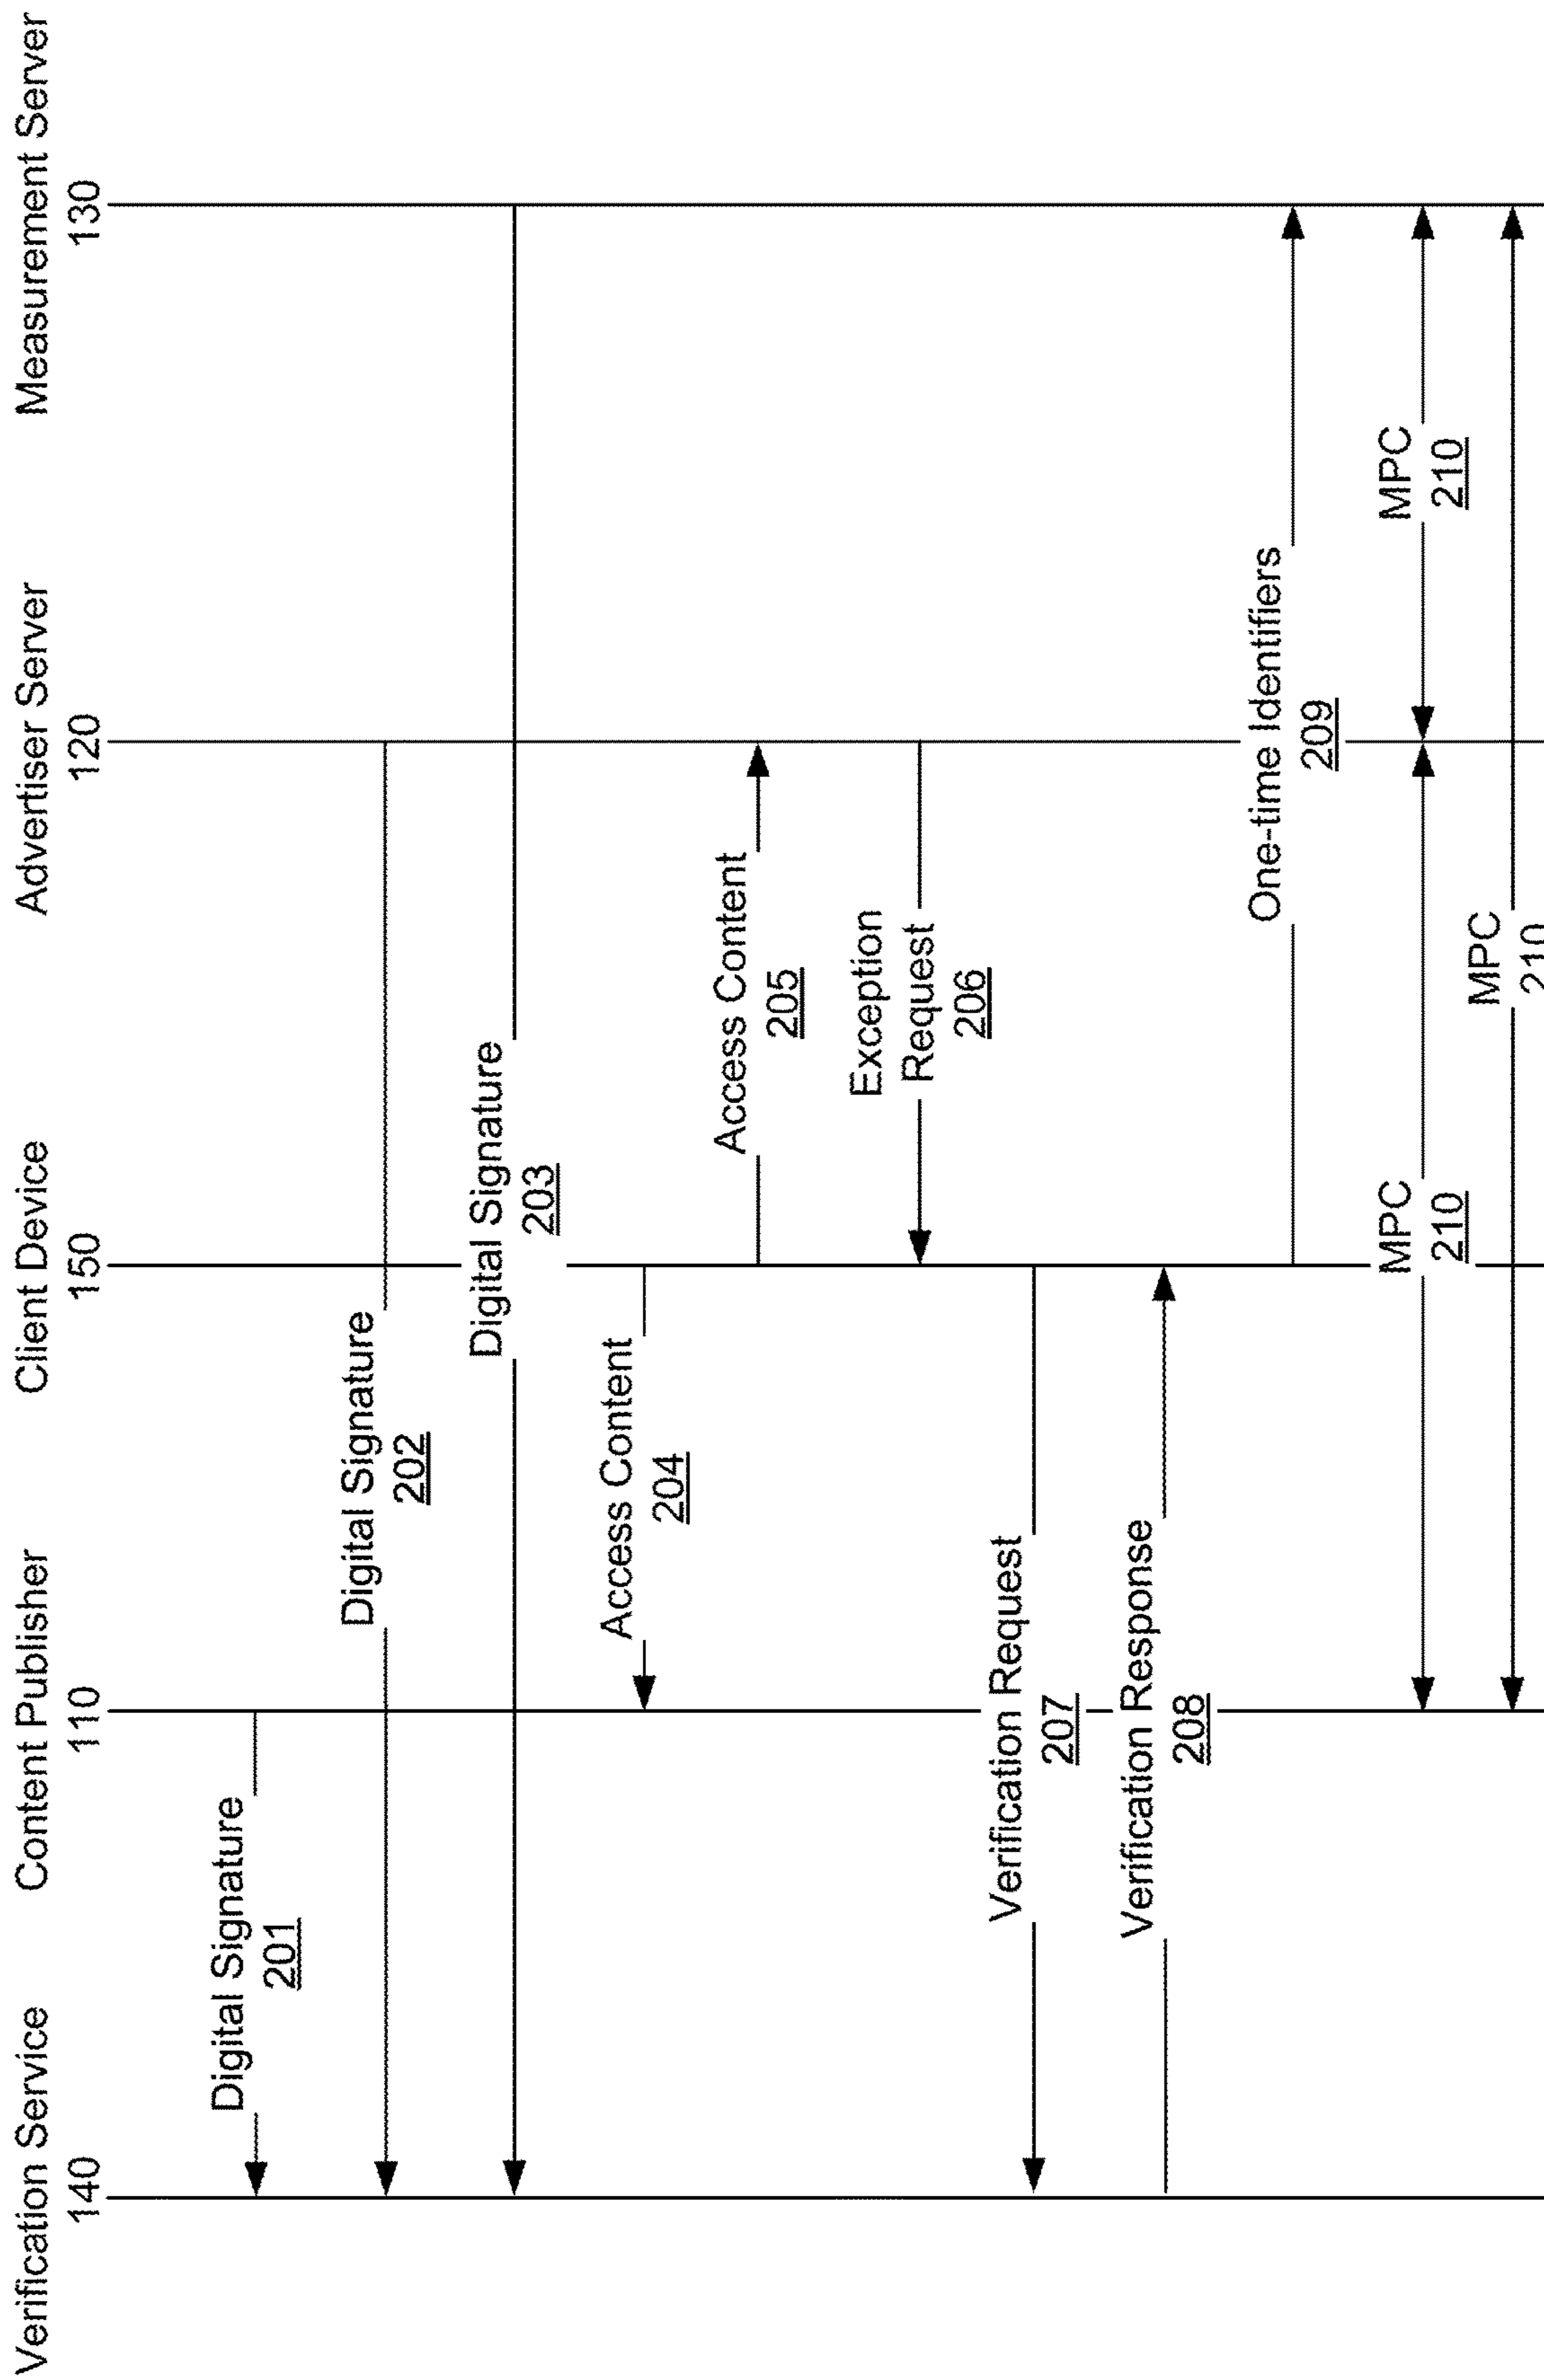 Verification Service
140
Content Publisher
110
Client Device
150
Advertiser Server
120
Measurement Server
130
Digital Signature
201
Digital Signature
202
Digital Signature
203
Access Content
204
Access Content
205
Exception
Request
206
Verification Request
207
Verification Response
208
One-time Identifiers
209
MPC
210
MPC
210
MPC
210